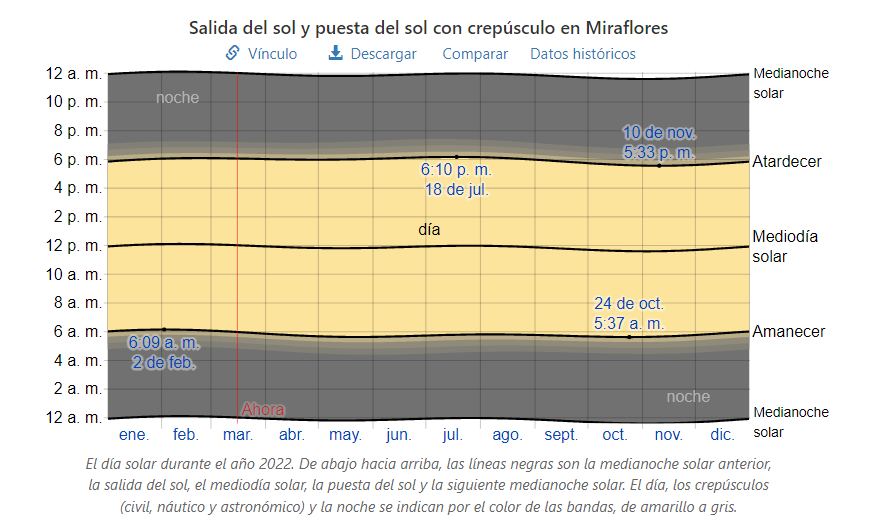 Salida del sol y puesta del sol con crepúsculo en Miraflores
Vínculo Descargar Comparar Datos históricos
12 a. m.
10 p. m.
8 p. m.
6 p. m.
4 p. m.
2 p. m.
12 p. m.
10 a. m.
8 a. m.
6 a. m.
4 a. m.
2 a. m.
12 a. m.
noche
10 de nov.
5:33 p. m.
6:10 p. m.
18 de jul.
día
24 de oct.
5:37 a. m.
6:09 a. m.
2 de feb.
noche
Ahora
Medianoche
solar
Atardecer
Mediodía
solar
Amanecer
Medianoche
solar
ene. feb. mar. abr. may. jun. jul. ago. sept. oct. nov. dic.
El día solar durante el año 2022. De abajo hacia arriba, las líneas negras son la medianoche solar anterior,
la salida del sol, el mediodía solar, la puesta del sol y la siguiente medianoche solar. El día, los crepúsculos
(civil, náutico y astronómico) y la noche se indican por el color de las bandas, de amarillo a gris.